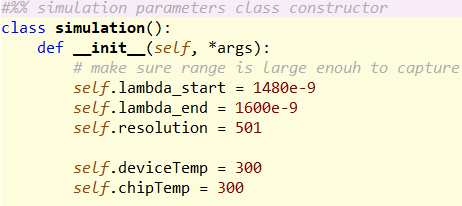 #%% simulation parameters class constructor
class simulation():
def __init__(self, *args):
# make sure range is large enouh to capture
self.lambda_start = 1480e-9
self.lambda_end = 1600e-9
self.resolution = 501
self.deviceTemp = 300
self.chipTemp = 300